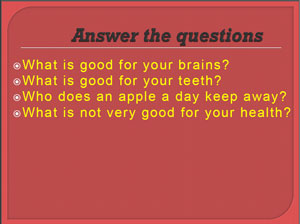 Answer the questions
What is good for your brains?
What is good for your teeth?
Who does an apple a day keep away?
What is not very good for your health?